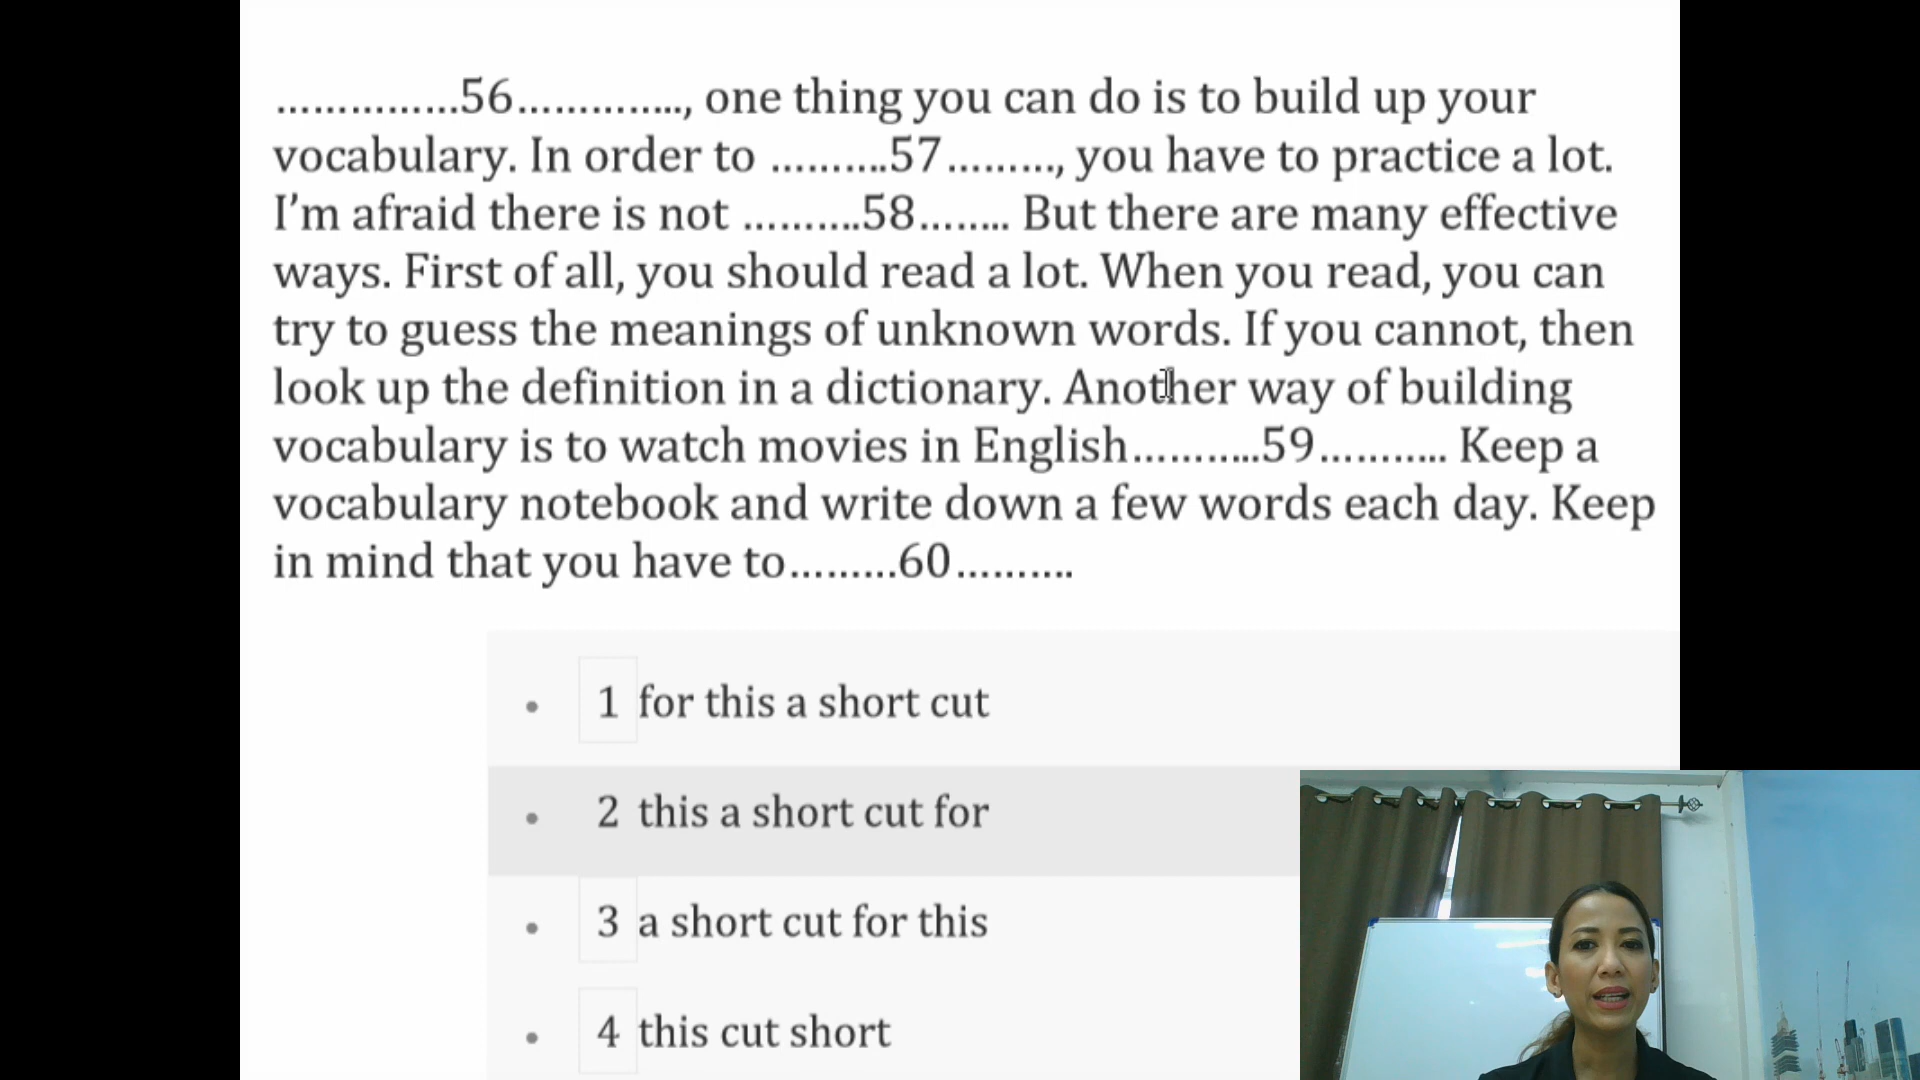 ……………56……………, one thing you can do is to build up your
vocabulary. In order to ……….57………, you have to practice a lot.
I’m afraid there is not ……….58…….. But there are many effective
ways. First of all, you should read a lot. When you read, you can
try to guess the meanings of unknown words. If you cannot, then
look up the definition in a dictionary. Another way of building
vocabulary is to watch movies in English………..59……….. Keep a
vocabulary notebook and write down a few words each day. Keep
in mind that you have to………60……….
1 for this a short cut
2 this a short cut for
3 a short cut for this
4 this cut short